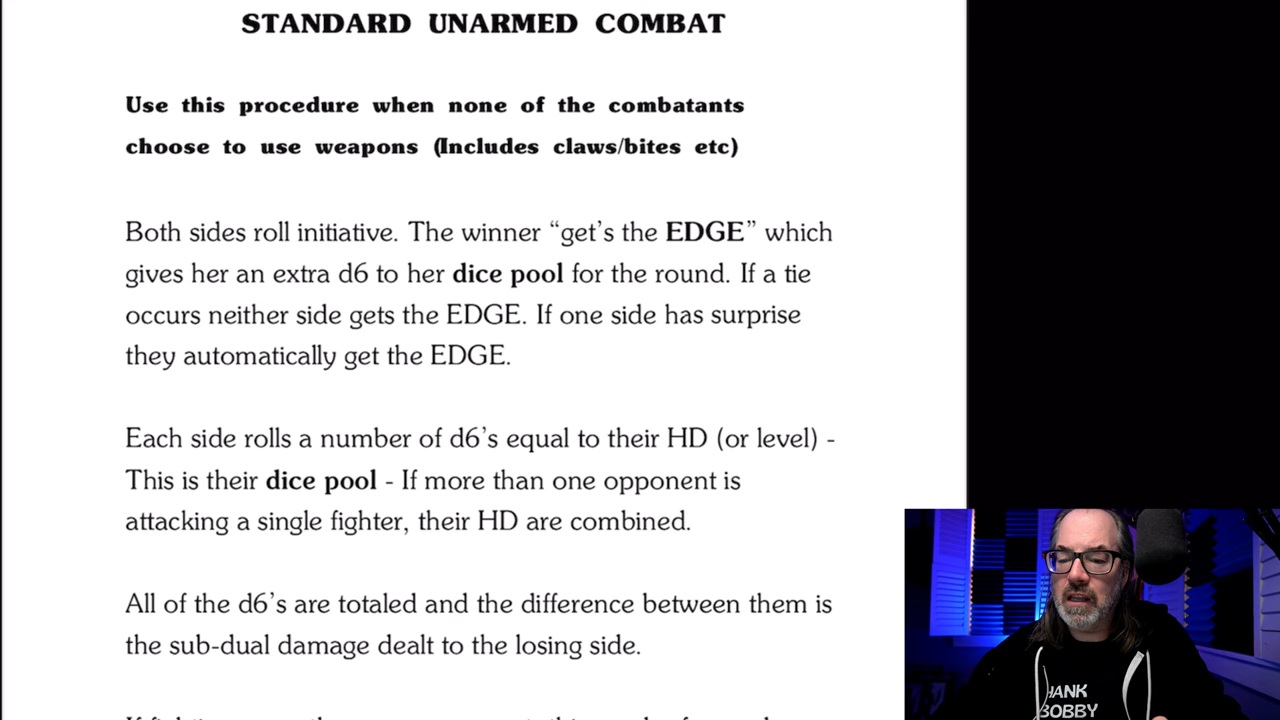 STANDARD UNARMED COMBAT
Use this procedure when none of the combatants
choose to use weapons (Includes claws/bites etc)
Both sides roll initiative. The winner “get’s the EDGE” which
gives her an extra d6 to her dice pool for the round. If a tie
occurs neither side gets the EDGE. If one side has surprise
they automatically get the EDGE.
Each side rolls a number of d6’s equal to their HD (or level) -
This is their dice pool - If more than one opponent is
attacking a single fighter, their HD are combined.
All of the d6’s are totaled and the difference between them is
the sub-dual damage dealt to the losing side.
HANK
BOBBY